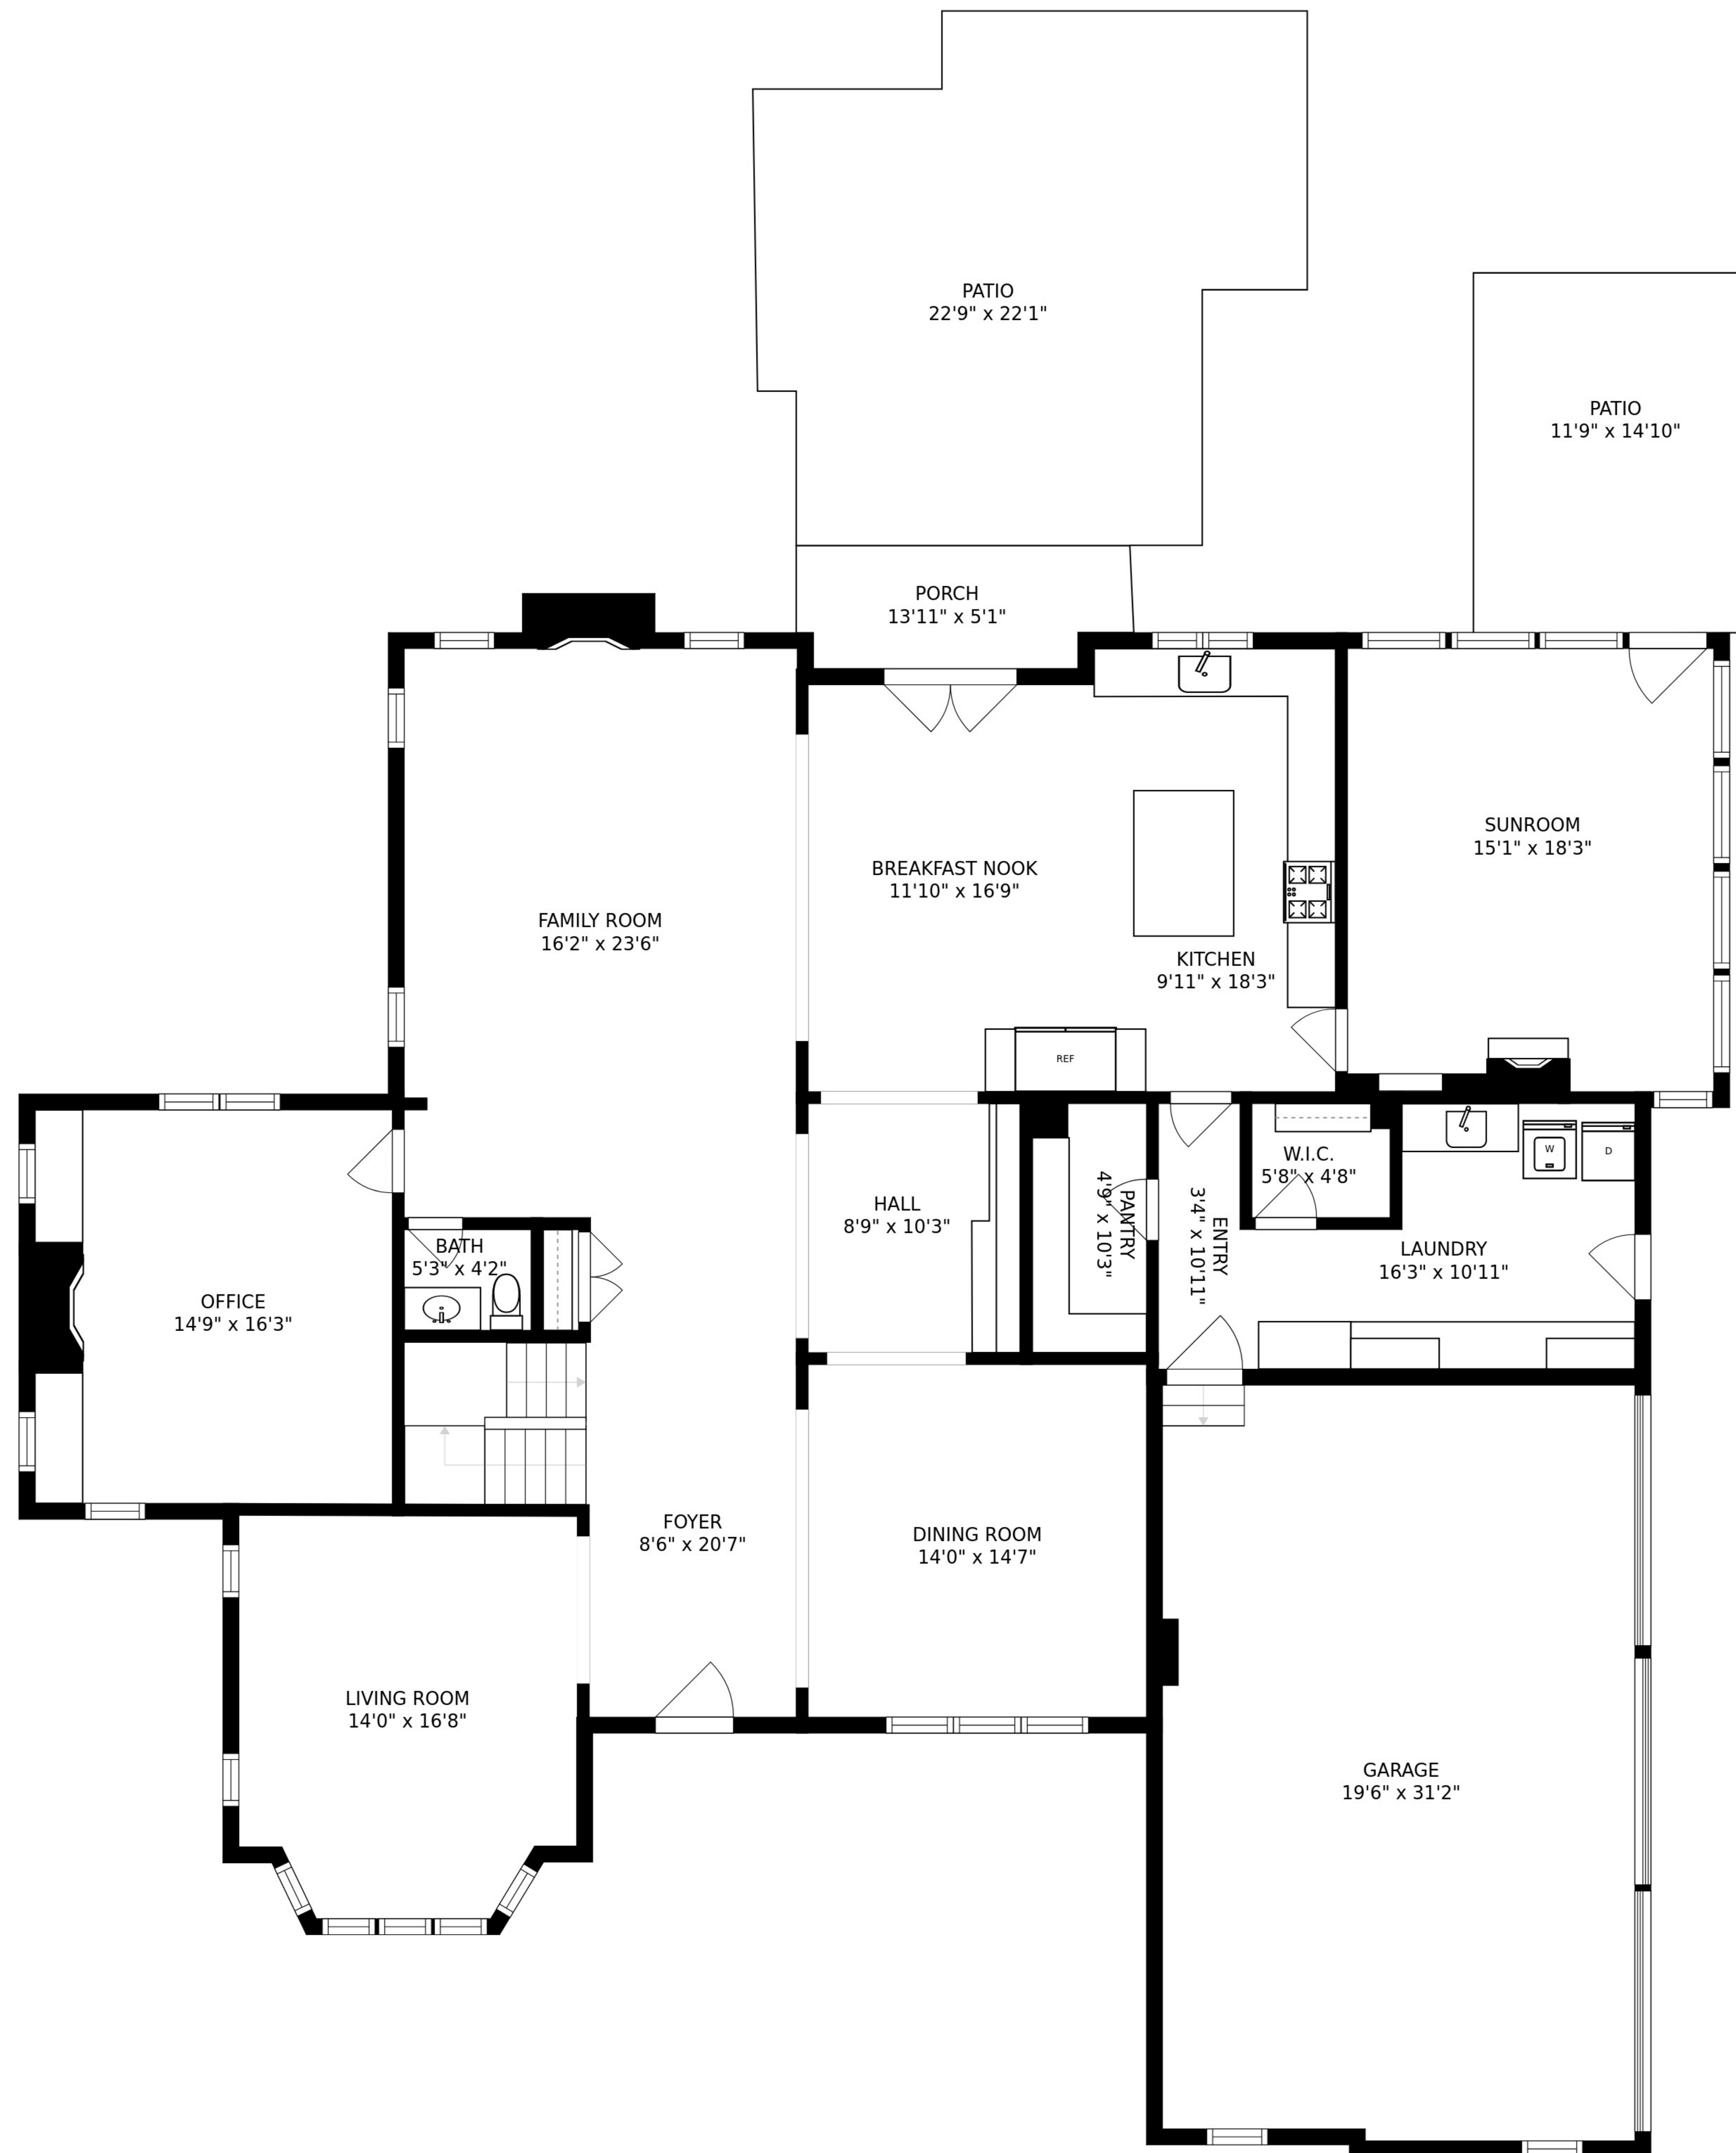 PATIO
22'9" x 22'1"
PATIO
11'9" x 14'10"
PORCH
13'11" x 5'1"
SUNROOM
15'1" x 18'3"
BREAKFAST NOOK
11'10" x 16'9"
FAMILY ROOM
16'2" x 23'6"
KITCHEN
9'11" x 18'3"
REF
W.I.C.
5'8" x 4'8"
W
D
HALL
8'9" x 10'3"
PANTRY
4'9" x 10'3"
ENTRY
3'4" x 10'11"
BATH
5'3" x 4'2"
LAUNDRY
16'3" x 10'11"
OFFICE
14'9" x 16'3"
FOYER
8'6" x 20'7"
DINING ROOM
14'0" x 14'7"
LIVING ROOM
14'0" x 16'8"
GARAGE
19'6" x 31'2"